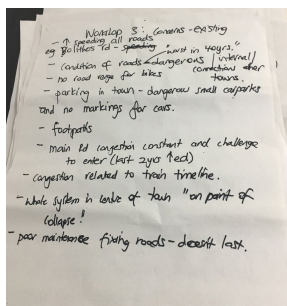 Workshop 3: Concerns - existing
- ↑ speeding all roads
eg Bolithos rd - speeding
"worst in 40yrs."
- condition of roads - dangerous / internal /
connection other towns.
- no road range for bikes
- parking in town - dangerous small carparks
and no markings for cars.
- footpaths
- main Rd congestion constant and challenge
to enter (last 2yrs ↑ed)
- congestion related to train timeline.
- whole system in centre of town "on point of
collapse!"
- poor maintenance fixing roads - doesn't last.